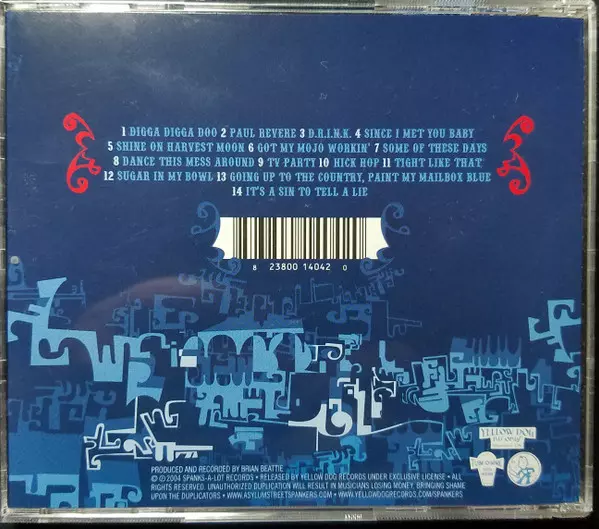 1 DIGGA DIGGA DOO 2 PAUL REVERE 3 D.R.I.N.K. 4 SINCE I MET YOU BABY
5 SHINE ON HARVEST MOON 6 GOT MY MOJO WORKIN' 7 SOME OF THESE DAYS
8 DANCE THIS MESS AROUND 9 TV PARTY 10 HICK HOP 11 TIGHT LIKE THAT
12 SUGAR IN MY BOWL 13 GOING UP TO THE COUNTRY, PAINT MY MAILBOX BLUE
14 IT'S A SIN TO TELL A LIE
8 23800 14042 0
YELLOW DOG
PRODUCED AND RECORDED BY BRIAN BEATTIE
℗ © 2004 SPANKS-A-LOT RECORDS • RELEASED BY YELLOW DOG RECORDS UNDER EXCLUSIVE LICENSE • ALL
RIGHTS RESERVED. UNAUTHORIZED DUPLICATION WILL RESULT IN MUSICIANS LOSING MONEY, BRINGING SHAME
UPON THE DUPLICATORS • WWW.ASYLUMSTREETSPANKERS.COM • WWW.YELLOWDOGRECORDS.COM/SPANKERS